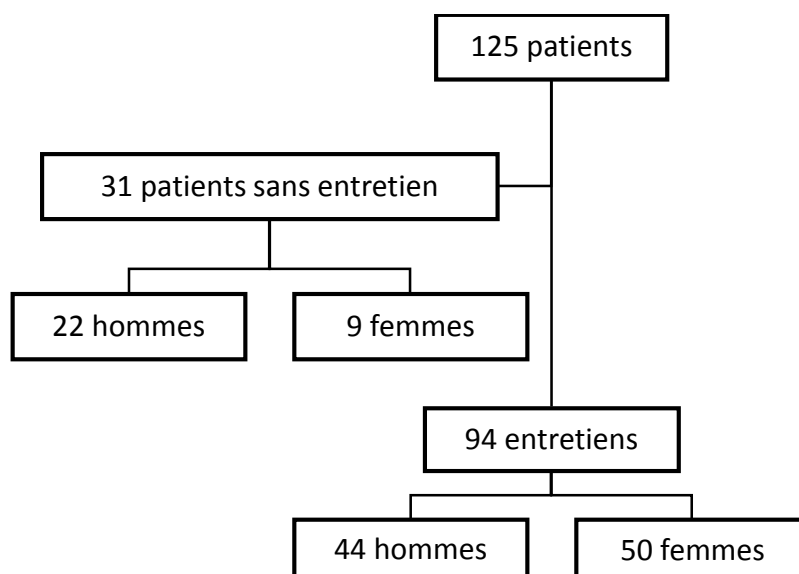 125 patients
31 patients sans entretien
22 hommes
9 femmes
94 entretiens
44 hommes
50 femmes